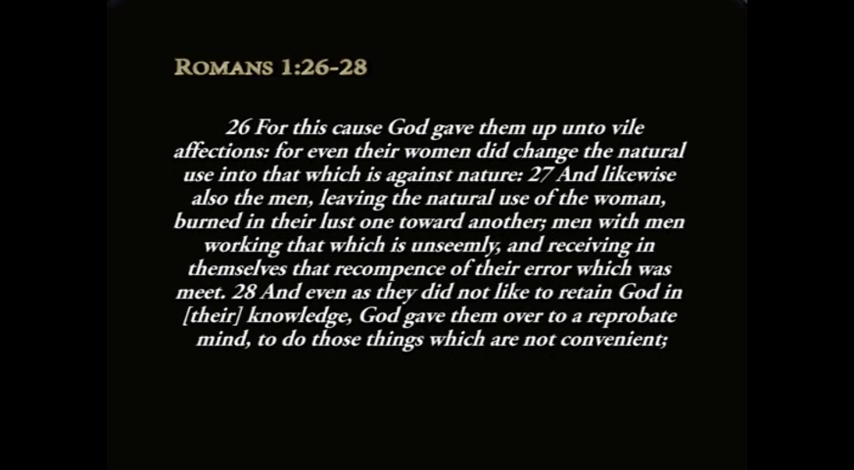 ROMANS 1:26-28
26 For this cause God gave them up unto vile
affections: for even their women did change the natural
use into that which is against nature: 27 And likewise
also the men, leaving the natural use of the woman,
burned in their lust one toward another; men with men
working that which is unseemly, and receiving in
themselves that recompence of their error which was
meet. 28 And even as they did not like to retain God in
[their] knowledge, God gave them over to a reprobate
mind, to do those things which are not convenient;